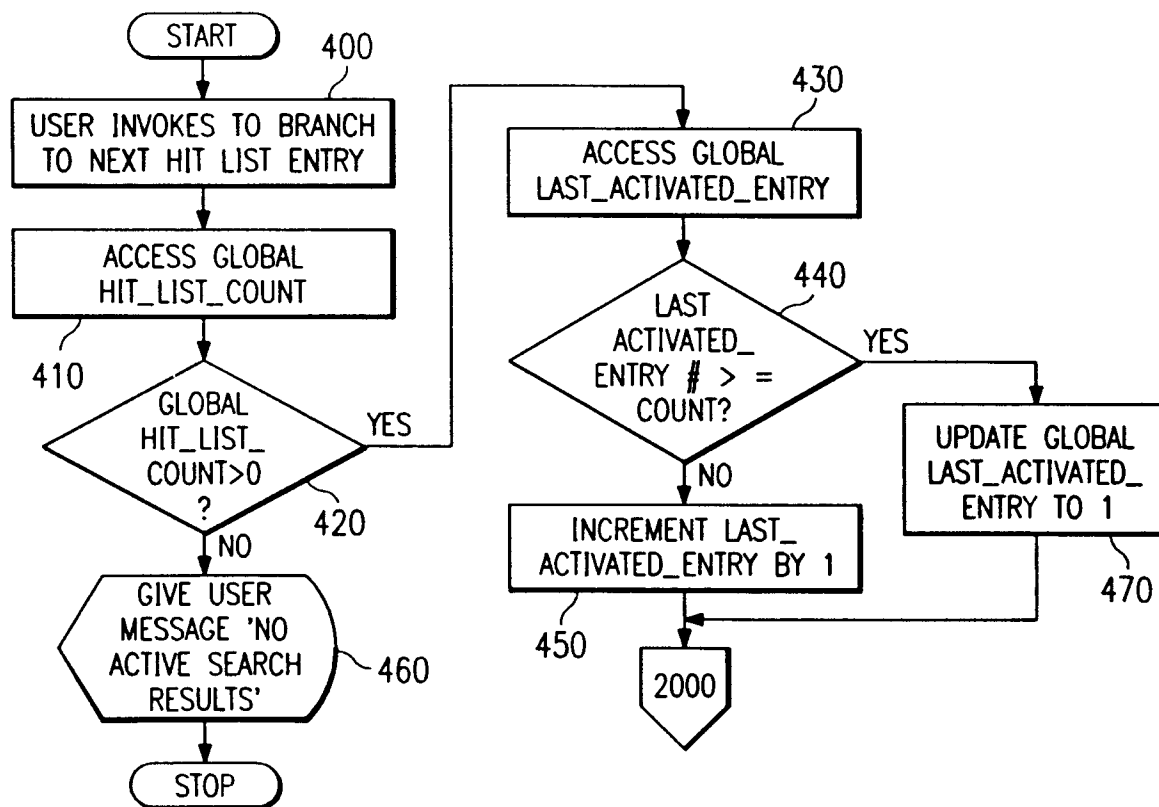 START
400
USER INVOKES TO BRANCH
TO NEXT HIT LIST ENTRY
ACCESS GLOBAL
HIT_LIST_COUNT
410
GLOBAL
HIT_LIST_
COUNT>0
?
YES
420
NO
GIVE USER
MESSAGE 'NO
ACTIVE SEARCH
RESULTS'
460
STOP
430
ACCESS GLOBAL
LAST_ACTIVATED_ENTRY
440
LAST
ACTIVATED_
ENTRY # > =
COUNT?
YES
NO
INCREMENT LAST_
ACTIVATED_ENTRY BY 1
450
UPDATE GLOBAL
LAST_ACTIVATED_
ENTRY TO 1
470
2000